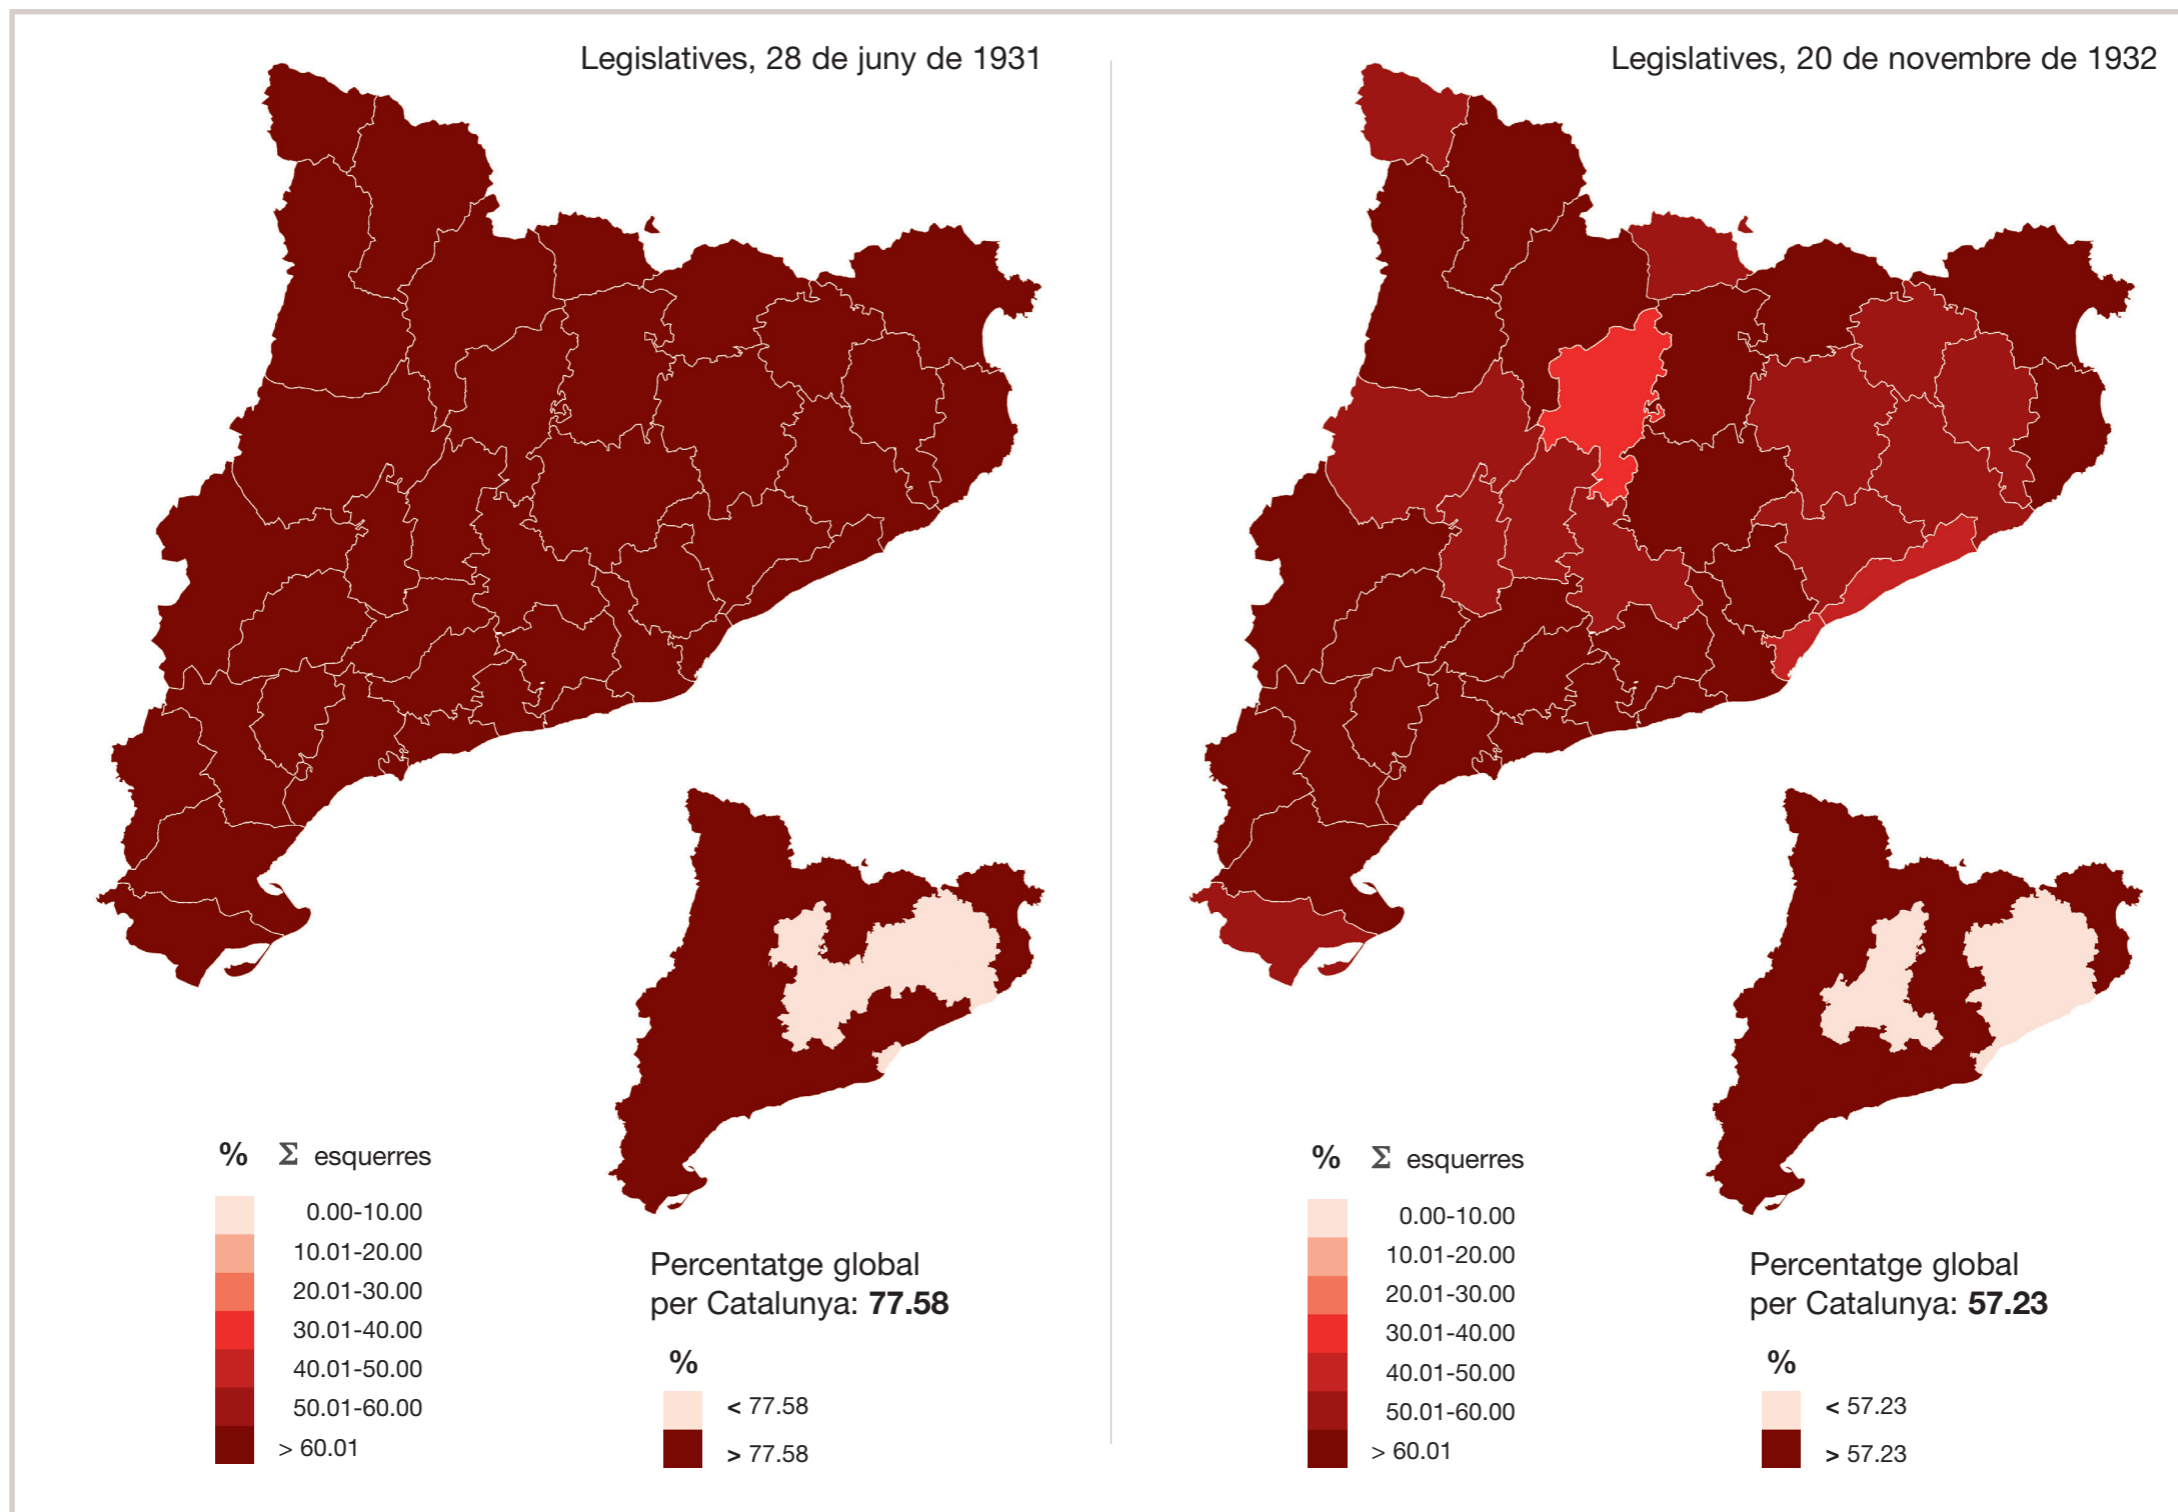 Legislatives, 28 de juny de 1931
% Σ esquerres
0.00-10.00
10.01-20.00
20.01-30.00
30.01-40.00
40.01-50.00
50.01-60.00
> 60.01
Percentatge global
per Catalunya: 77.58
%
< 77.58
> 77.58
Legislatives, 20 de novembre de 1932
% Σ esquerres
0.00-10.00
10.01-20.00
20.01-30.00
30.01-40.00
40.01-50.00
50.01-60.00
> 60.01
Percentatge global
per Catalunya: 57.23
%
< 57.23
> 57.23